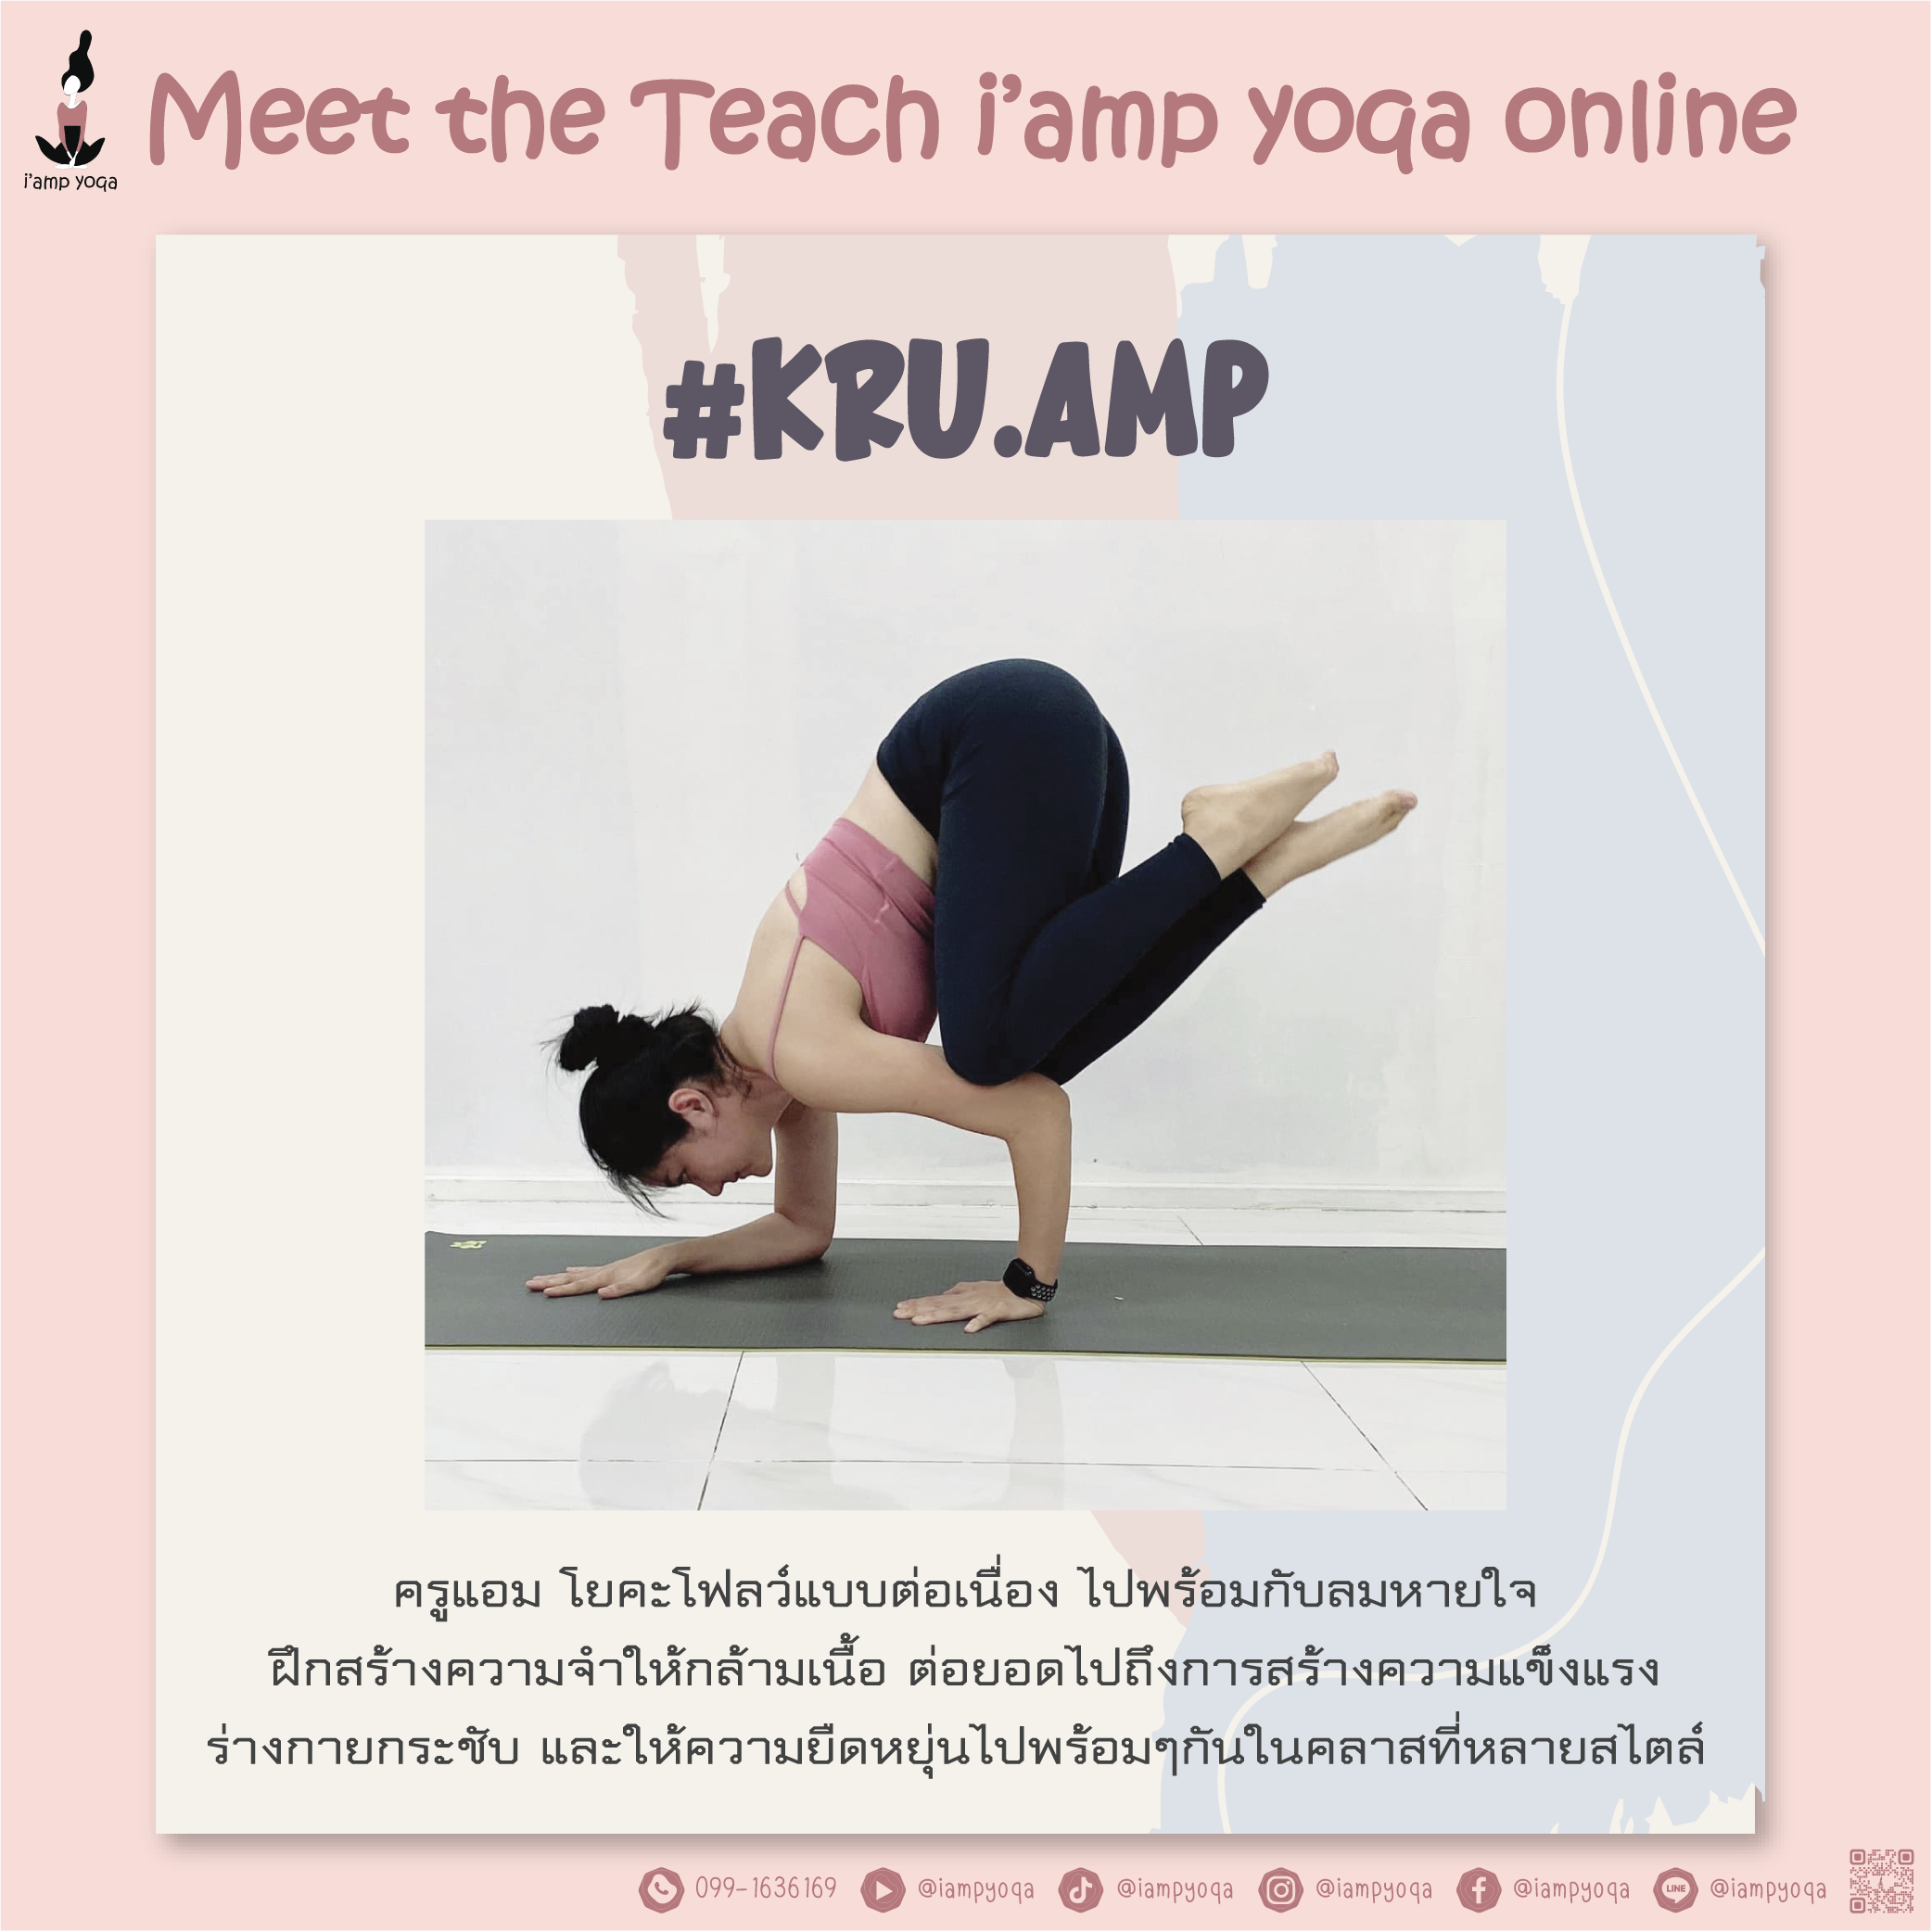 i'amp yoga
Meet the Teach i'amp yoga online
#KRU.AMP
ครูแอม โยคะโฟลว์แบบต่อเนื่อง ไปพร้อมกับลมหายใจ
ฝึกสร้างความจำให้กล้ามเนื้อ ต่อยอดไปถึงการสร้างความแข็งแรง
ร่างกายกระชับ และให้ความยืดหยุ่นไปพร้อมๆกันในคลาสที่หลายสไตล์
099-1636169 @iampyoga @iampyoga @iampyoga @iampyoga LINE @iampyoga